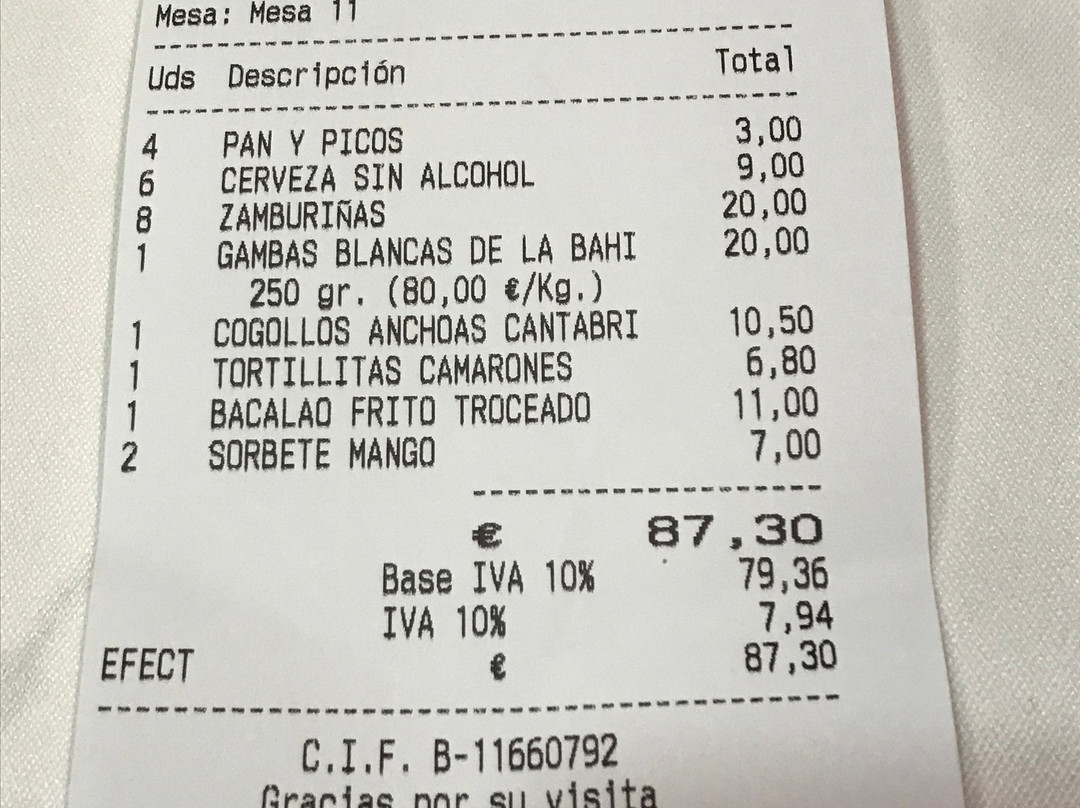 Mesa: Mesa 11
Uds Descripción Total
4 PAN Y PICOS 3,00
6 CERVEZA SIN ALCOHOL 9,00
8 ZAMBURIÑAS 20,00
1 GAMBAS BLANCAS DE LA BAHI 20,00
250 gr. (80,00 €/Kg.)
1 COGOLLOS ANCHOAS CANTABRI 10,50
1 TORTILLITAS CAMARONES 6,80
1 BACALAO FRITO TROCEADO 11,00
2 SORBETE MANGO 7,00
€ 87,30
Base IVA 10% 79,36
IVA 10% 7,94
EFECT € 87,30
C.I.F. B-11660792
Gracias por su visita